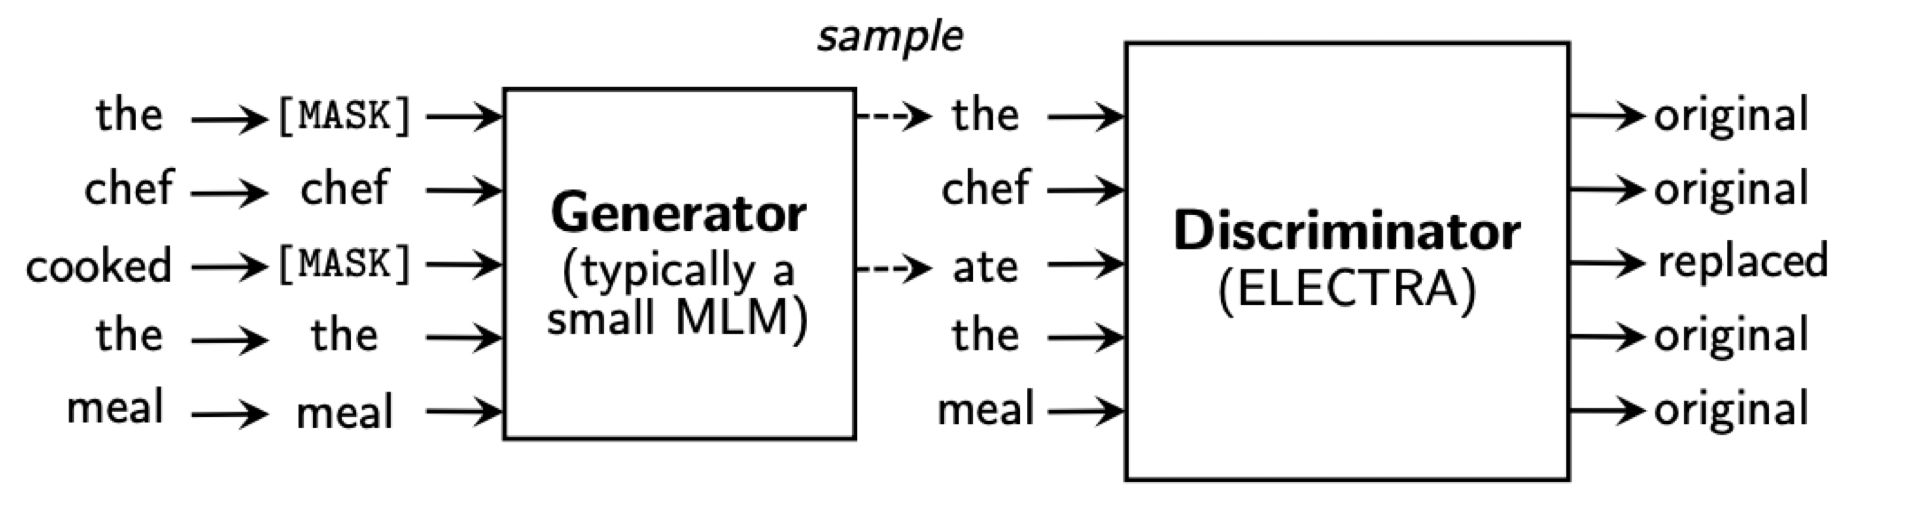 sample
the [MASK] the original
chef chef chef original
cooked [MASK] ate replaced
the the the original
meal meal meal original
Generator
(typically a
small MLM)
Discriminator
(ELECTRA)